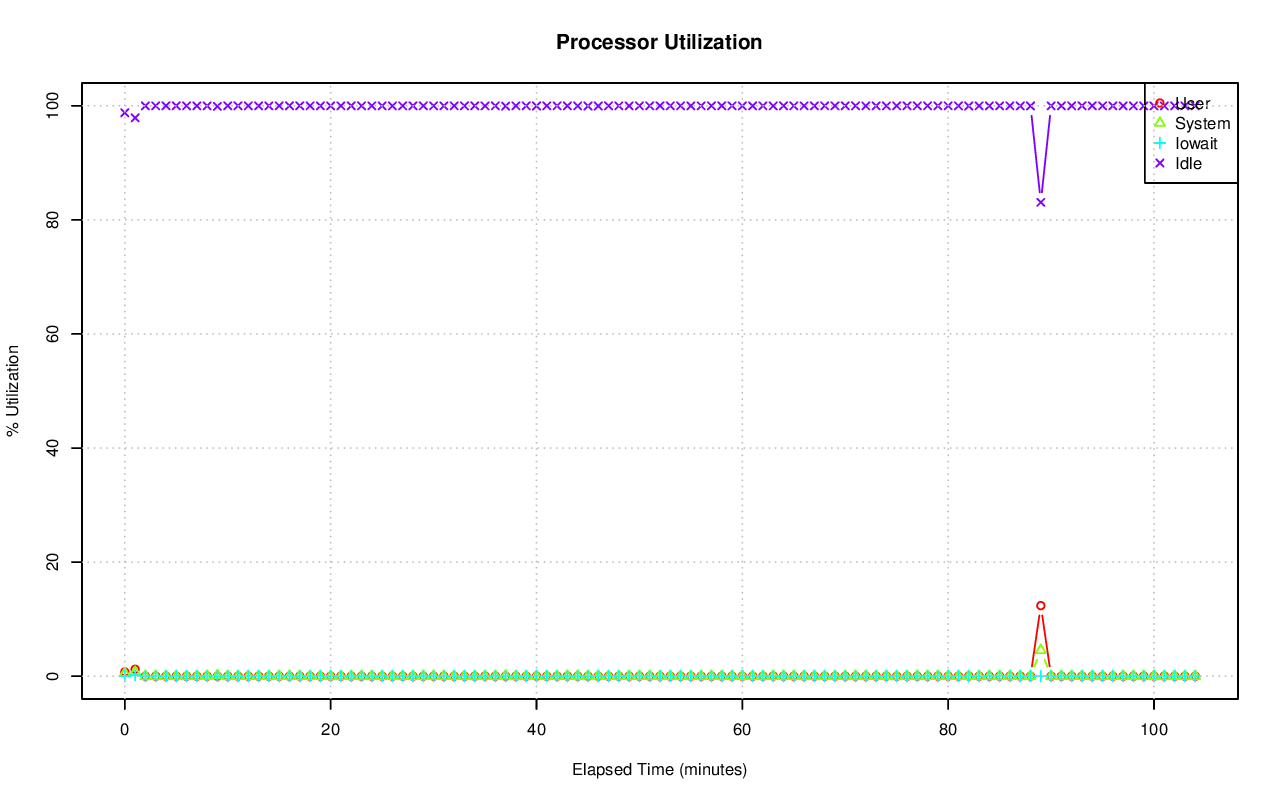 Processor Utilization
User
System
Iowait
Idle
% Utilization
100
80
60
40
20
0
0 20 40 60 80 100
Elapsed Time (minutes)